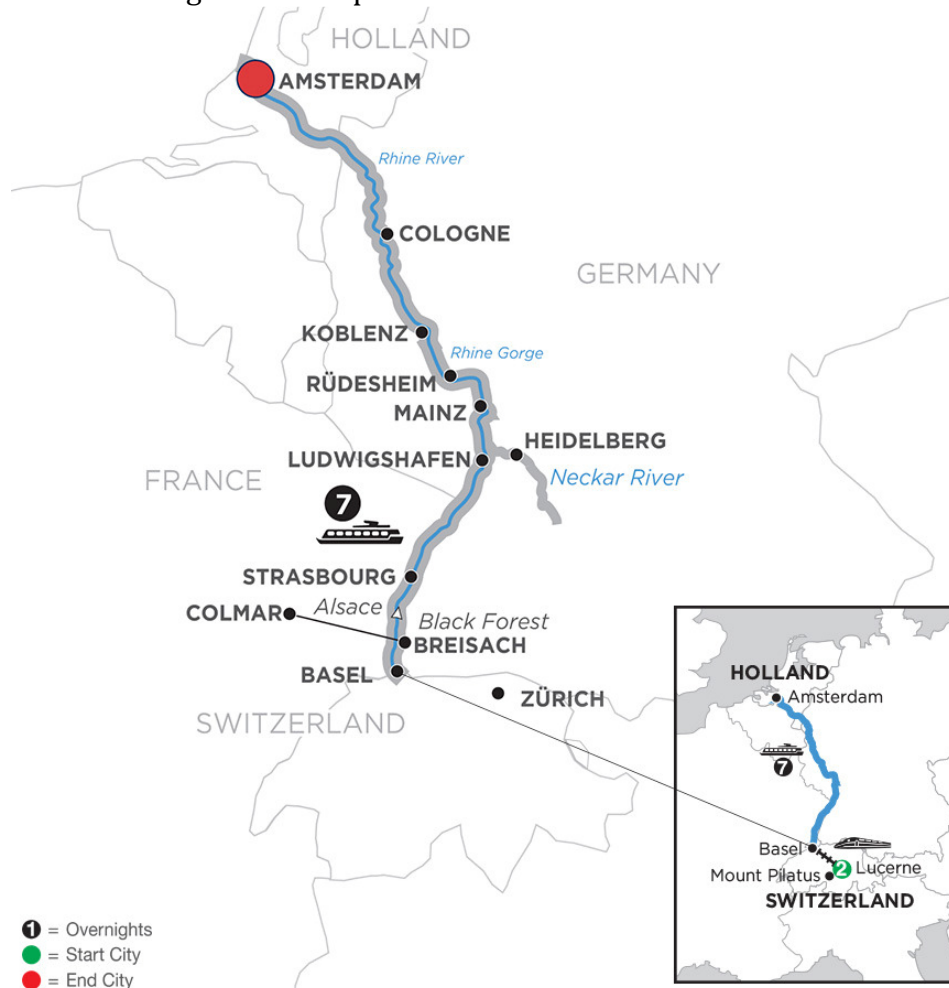 HOLLAND
AMSTERDAM
Rhine River
COLOGNE
GERMANY
KOBLENZ
Rhine Gorge
RÜDESHEIM
MAINZ
HEIDELBERG
LUDWIGSHAFEN
Neckar River
FRANCE
7
STRASBOURG
COLMAR
Alsace
Black Forest
BREISACH
BASEL
ZÜRICH
SWITZERLAND
HOLLAND
Amsterdam
7
Basel
2 Lucerne
Mount Pilatus
SWITZERLAND
1 = Overnights
= Start City
= End City